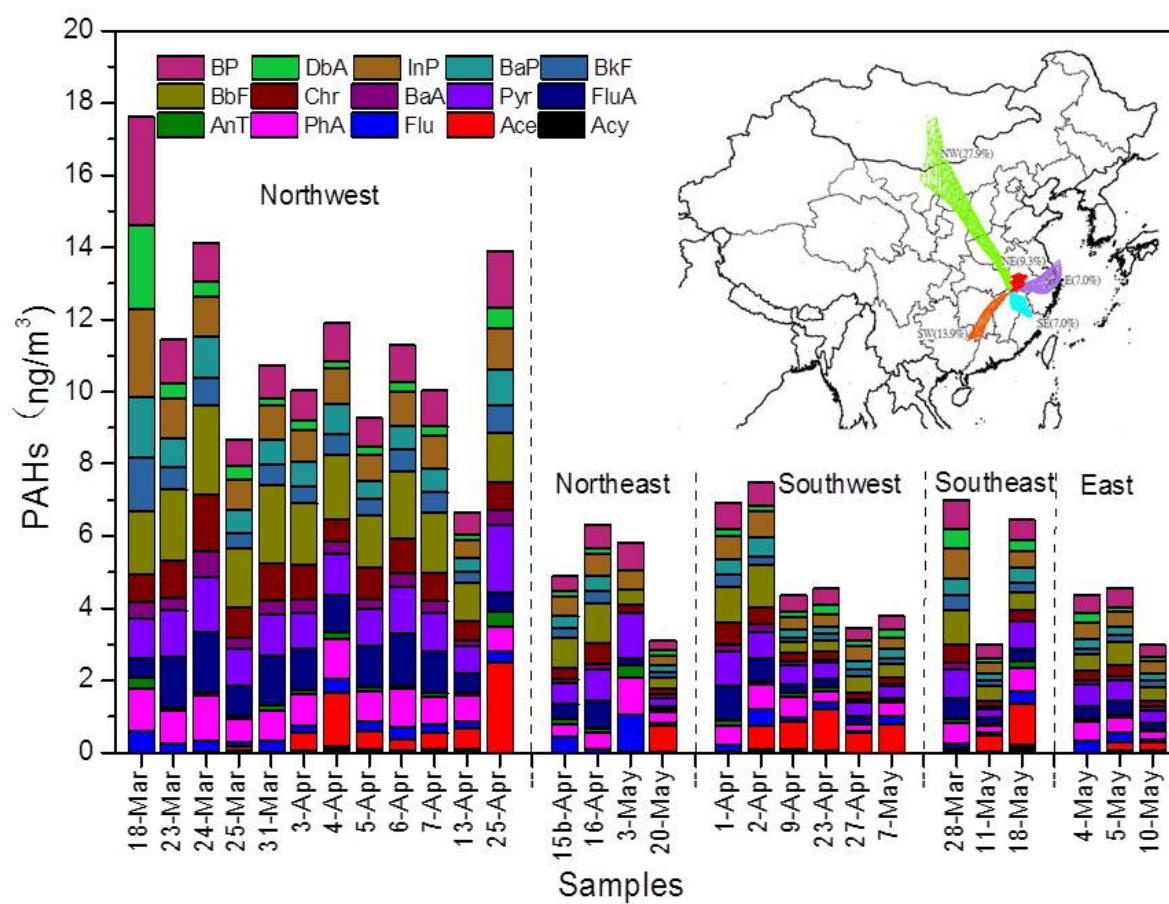 20
18
16
14
12
10
8
6
4
2
0
PAHs (ng/m³)
BP DbA InP BaP BkF
BbF Chr BaA Pyr FluA
AnT PhA Flu Ace Acy
Northwest
Northeast
Southwest
Southeast
East
NW(27.9%)
NE(9.3%)
E(7.0%)
SE(7.0%)
SW(13.9%)
18-Mar
23-Mar
24-Mar
25-Mar
31-Mar
3-Apr
4-Apr
5-Apr
6-Apr
7-Apr
13-Apr
25-Apr
15b-Apr
16-Apr
3-May
20-May
1-Apr
2-Apr
9-Apr
23-Apr
27-Apr
7-May
28-Mar
11-May
18-May
4-May
5-May
10-May
Samples